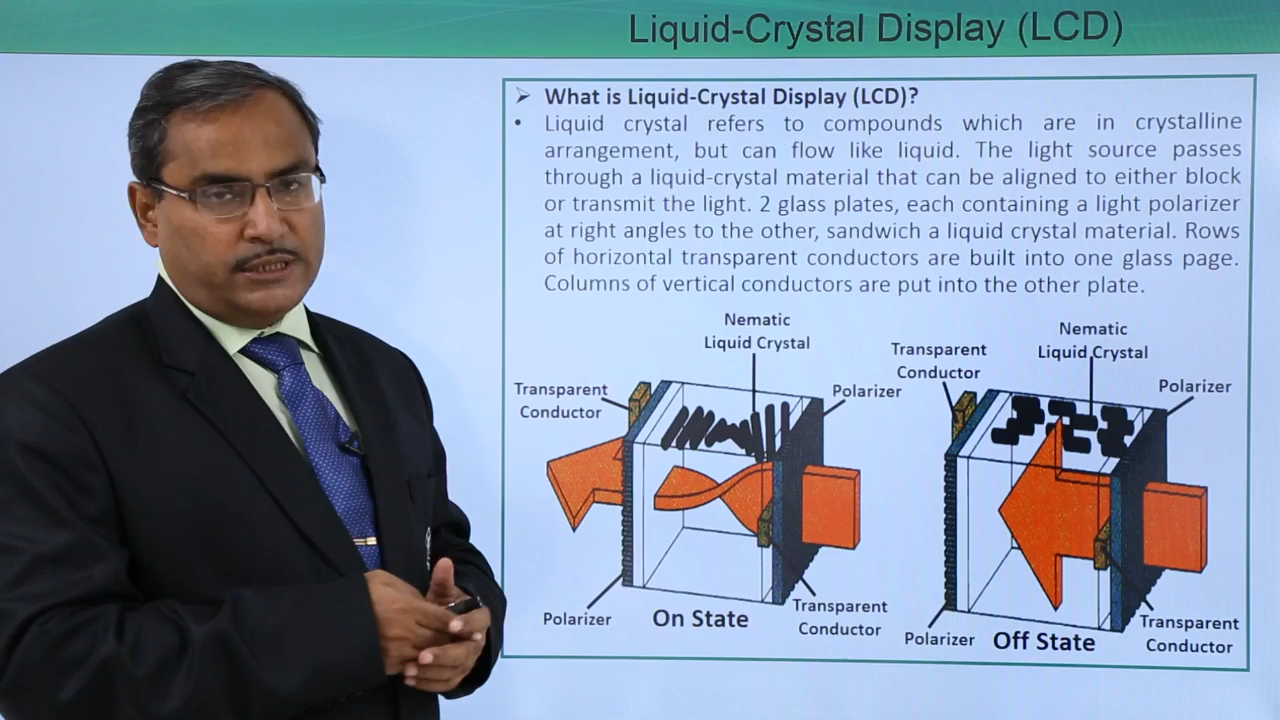 Liquid-Crystal Display (LCD)
➤ What is Liquid-Crystal Display (LCD)?
• Liquid crystal refers to compounds which are in crystalline
arrangement, but can flow like liquid. The light source passes
through a liquid-crystal material that can be aligned to either block
or transmit the light. 2 glass plates, each containing a light polarizer
at right angles to the other, sandwich a liquid crystal material. Rows
of horizontal transparent conductors are built into one glass page.
Columns of vertical conductors are put into the other plate.
Nematic
Liquid Crystal
Transparent
Conductor
Polarizer
Polarizer
On State
Transparent
Conductor
Nematic
Liquid Crystal
Transparent
Conductor
Polarizer
Polarizer
Off State
Transparent
Conductor